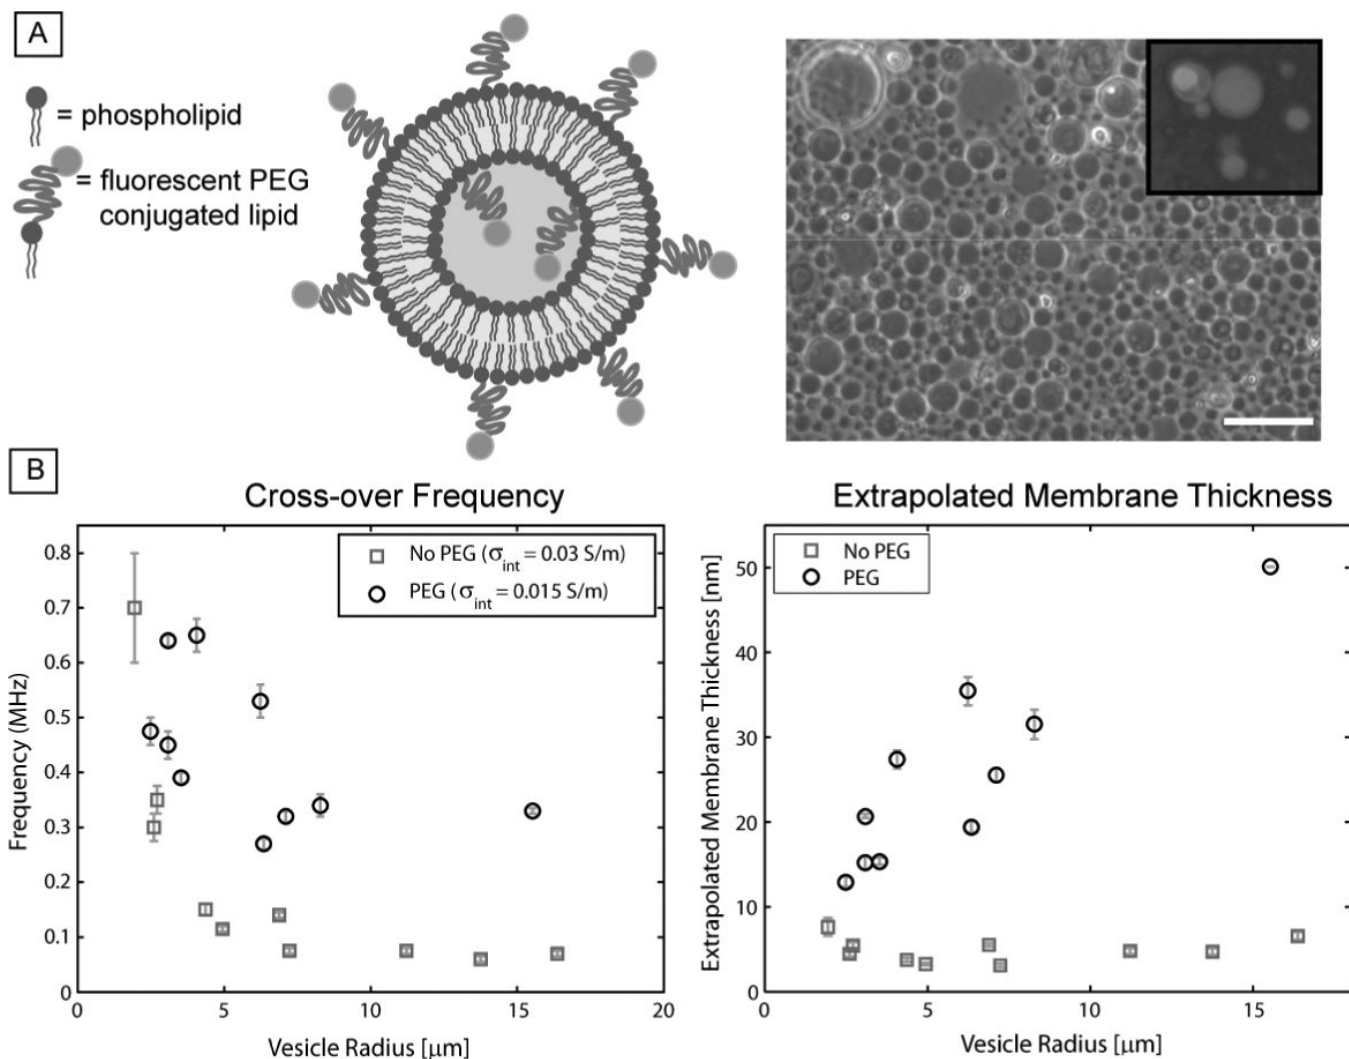 A
= phospholipid
= fluorescent PEG
conjugated lipid
B
Cross-over Frequency
Frequency (MHz)
0.8
0.7
0.6
0.5
0.4
0.3
0.2
0.1
0
No PEG (σint = 0.03 S/m)
PEG (σint = 0.015 S/m)
0 5 10 15 20
Vesicle Radius [µm]
Extrapolated Membrane Thickness
Extrapolated Membrane Thickness [nm]
50
40
30
20
10
0
No PEG
PEG
0 5 10 15
Vesicle Radius [µm]